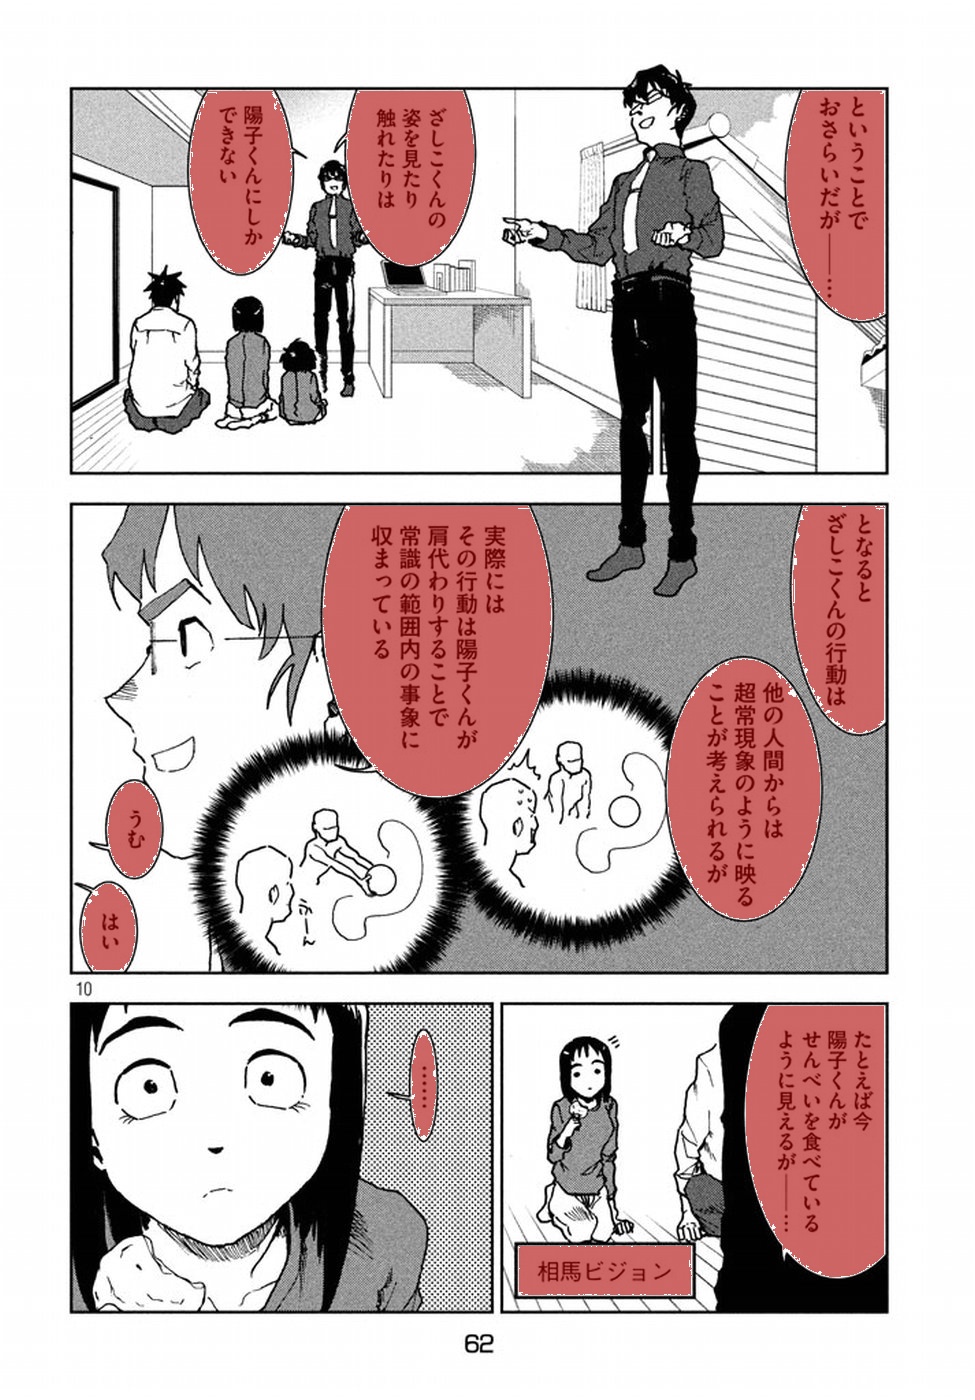 ということで
おさらいだが――…
ざしこくんの
姿を見たり
触れたりは
陽子くんにしか
できない
となると
ざしこくんの行動は
他の人間からは
超常現象のように映る
ことが考えられるが
実際には
その行動は陽子くんが
肩代わりすることで
常識の範囲内の事象に
収まっている
ふーん
うむ
はい
10
たとえば今
陽子くんが
せんべいを食べている
ように見えるが――…
相馬ビジョン
……
62